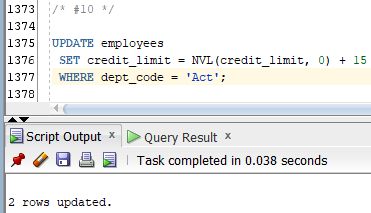 1373 /* #10 */
1374
1375 UPDATE employees
1376 SET credit_limit = NVL(credit_limit, 0) + 15
1377 WHERE dept_code = 'Act';
1378
Script Output x Query Result x
Task completed in 0.038 seconds
2 rows updated.